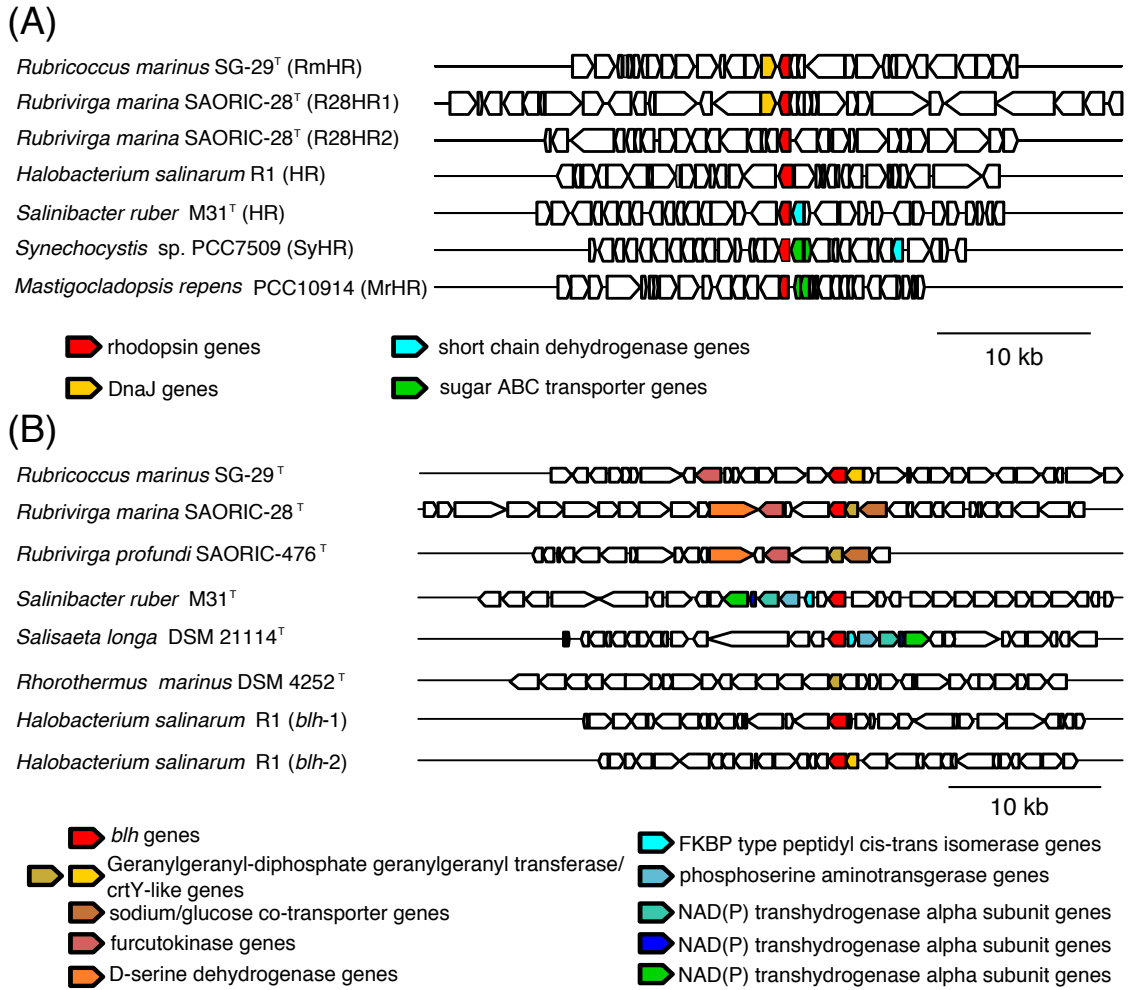 (A)
Rubricoccus marinus SG-29ᵀ (RmHR)
Rubrivirga marina SAORIC-28ᵀ (R28HR1)
Rubrivirga marina SAORIC-28ᵀ (R28HR2)
Halobacterium salinarum R1 (HR)
Salinibacter ruber M31ᵀ (HR)
Synechocystis sp. PCC7509 (SyHR)
Mastigocladopsis repens PCC10914 (MrHR)
rhodopsin genes
short chain dehydrogenase genes
10 kb
DnaJ genes
sugar ABC transporter genes
(B)
Rubricoccus marinus SG-29ᵀ
Rubrivirga marina SAORIC-28ᵀ
Rubrivirga profundi SAORIC-476ᵀ
Salinibacter ruber M31ᵀ
Salisaeta longa DSM 21114ᵀ
Rhorothermus marinus DSM 4252ᵀ
Halobacterium salinarum R1 (blh-1)
Halobacterium salinarum R1 (blh-2)
10 kb
blh genes
Geranylgeranyl-diphosphate geranylgeranyl transferase/
crtY-like genes
sodium/glucose co-transporter genes
furcutokinase genes
D-serine dehydrogenase genes
FKBP type peptidyl cis-trans isomerase genes
phosphoserine aminotransgerase genes
NAD(P) transhydrogenase alpha subunit genes
NAD(P) transhydrogenase alpha subunit genes
NAD(P) transhydrogenase alpha subunit genes